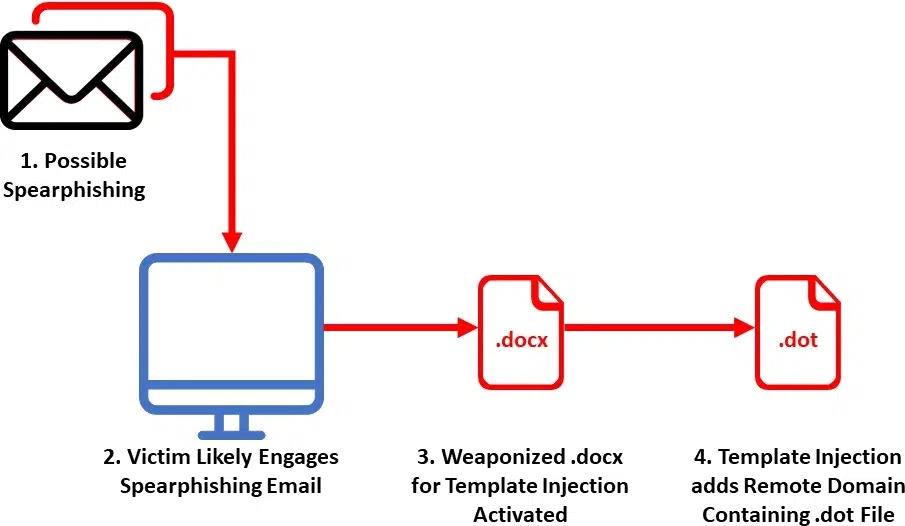 1. Possible
Spearphishing
.docx
.dot
2. Victim Likely Engages
Spearphishing Email
3. Weaponized .docx
for Template Injection
Activated
4. Template Injection
adds Remote Domain
Containing .dot File